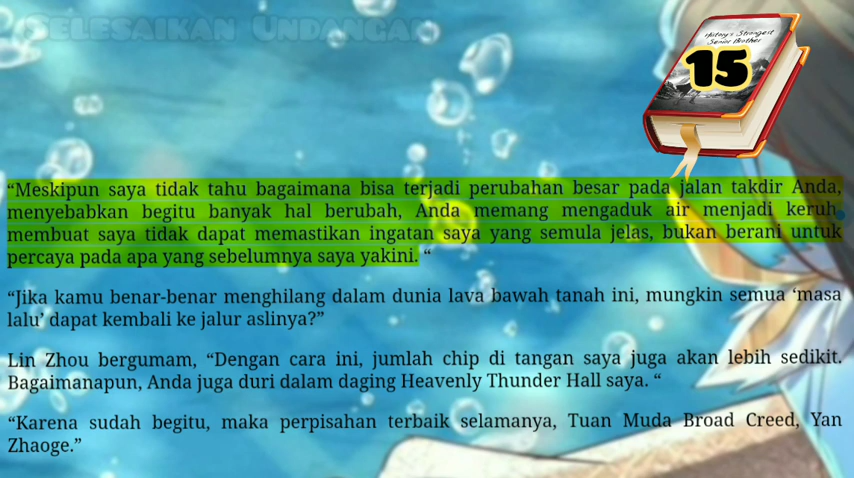 Selesaikan Undangan
History's Strongest
Senior Brother
15
“Meskipun saya tidak tahu bagaimana bisa terjadi perubahan besar pada jalan takdir Anda,
menyebabkan begitu banyak hal berubah, Anda memang mengaduk air menjadi keruh,
membuat saya tidak dapat memastikan ingatan saya yang semula jelas, bukan berani untuk
percaya pada apa yang sebelumnya saya yakini. “
“Jika kamu benar-benar menghilang dalam dunia lava bawah tanah ini, mungkin semua ‘masa
lalu’ dapat kembali ke jalur aslinya?”
Lin Zhou bergumam, “Dengan cara ini, jumlah chip di tangan saya juga akan lebih sedikit.
Bagaimanapun, Anda juga duri dalam daging Heavenly Thunder Hall saya. “
“Karena sudah begitu, maka perpisahan terbaik selamanya, Tuan Muda Broad Creed, Yan
Zhaoge.”